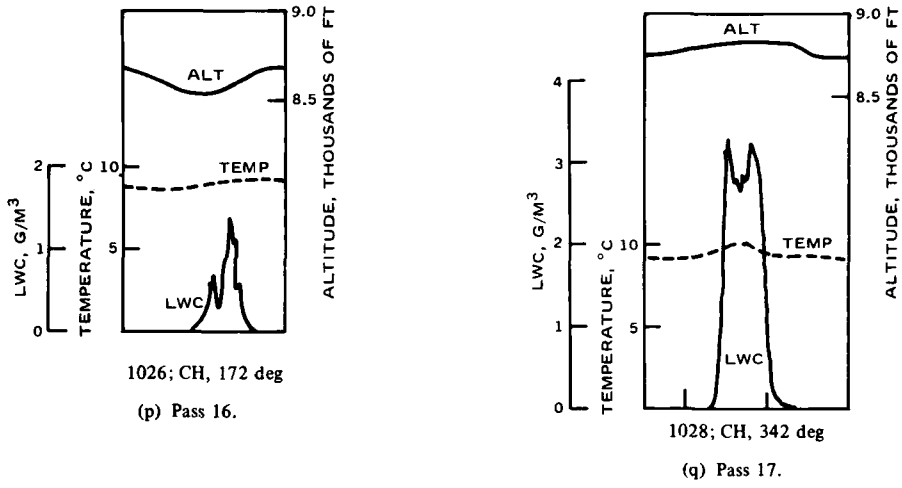 9.0
ALT
8.5
ALTITUDE, THOUSANDS OF FT
2
1
0
LWC, G/M3
10
5
TEMPERATURE, °C
TEMP
LWC
1026; CH, 172 deg
(p) Pass 16.
9.0
ALT
8.5
ALTITUDE, THOUSANDS OF FT
4
3
2
1
0
LWC, G/M3
10
5
TEMPERATURE, °C
TEMP
LWC
1028; CH, 342 deg
(q) Pass 17.